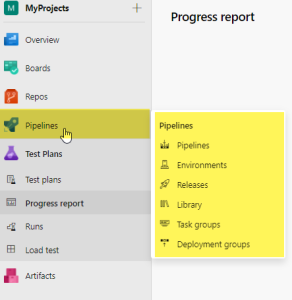 M MyProjects +
Overview
Boards
Repos
Pipelines
Test Plans
Test plans
Progress report
Runs
Load test
Artifacts
Progress report
Pipelines
Pipelines
Environments
Releases
Library
Task groups
Deployment groups